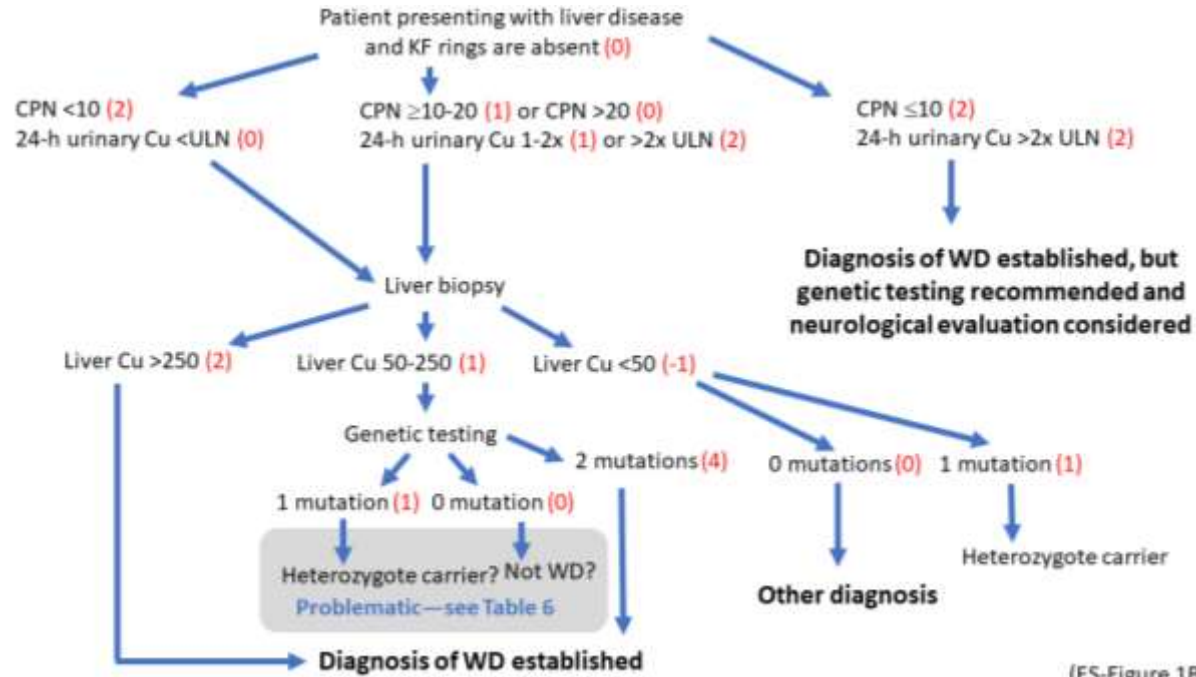 Patient presenting with liver disease
and KF rings are absent (0)
CPN <10 (2)
24-h urinary Cu <ULN (0)
CPN ≥10-20 (1) or CPN >20 (0)
24-h urinary Cu 1-2x (1) or >2x ULN (2)
CPN ≤10 (2)
24-h urinary Cu >2x ULN (2)
Diagnosis of WD established, but
genetic testing recommended and
neurological evaluation considered
Liver biopsy
Liver Cu >250 (2)
Liver Cu 50-250 (1)
Liver Cu <50 (-1)
Genetic testing
2 mutations (4)
0 mutations (0)
1 mutation (1)
1 mutation (1)
0 mutation (0)
Heterozygote carrier?
Not WD?
Problematic—see Table 6
Heterozygote carrier
Other diagnosis
Diagnosis of WD established
(ES-Figure 1B